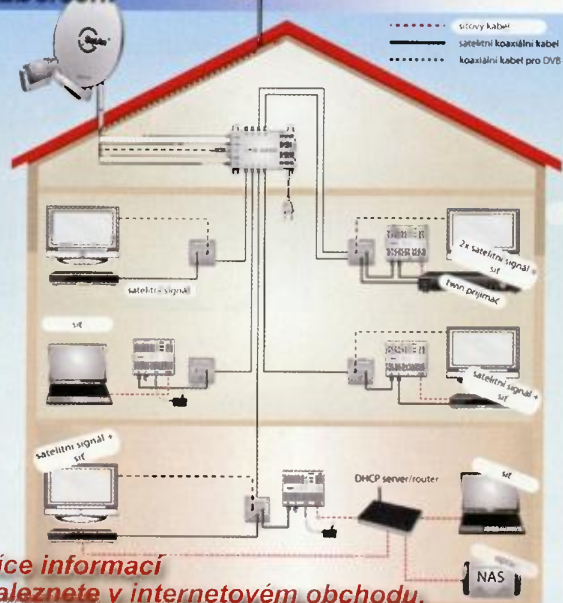 síťový kabel
satelitní koaxiální kabel
koaxiální kabel pro DVB
2x satelitní signál +
síť
twin přijímač
satelitní signál
síť
satelitní signál +
síť
satelitní signál +
síť
DHCP server/router
síť
NAS
íce informací
aleznete v internetovém obchodu.